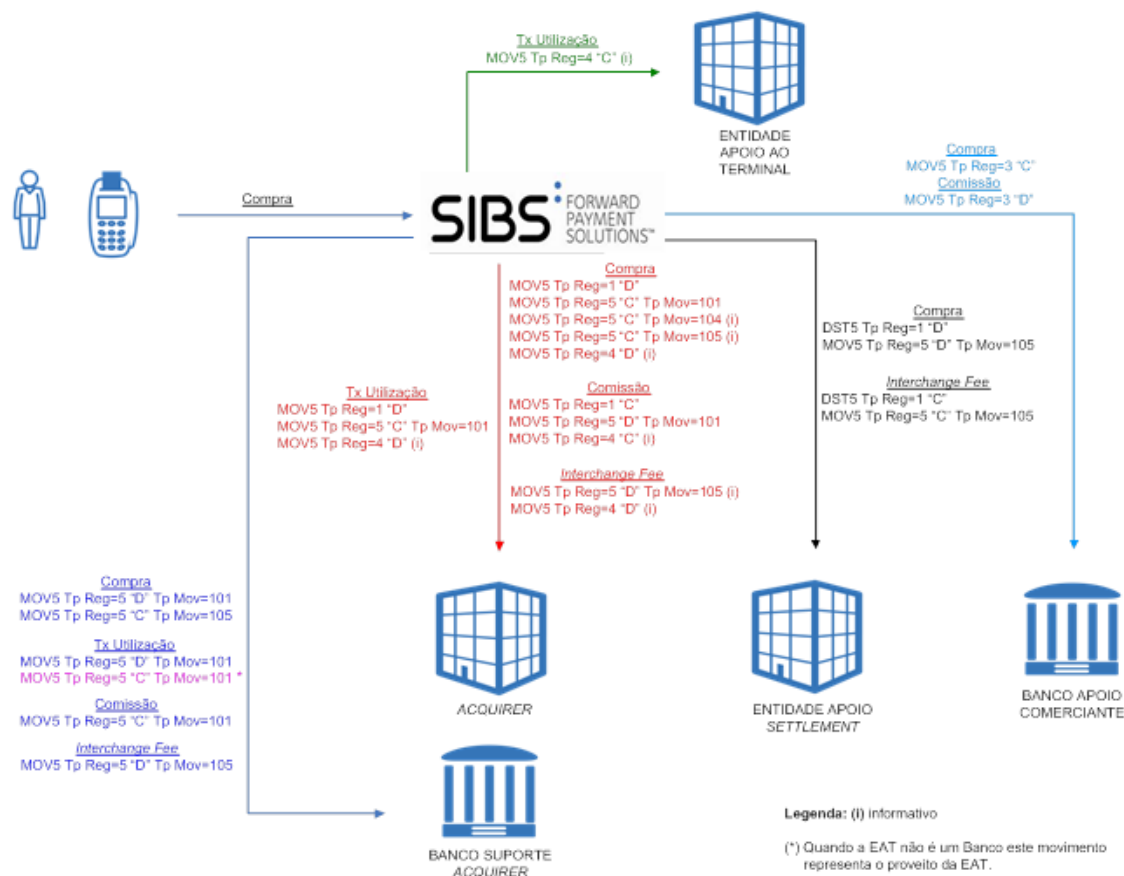 Tx Utilização
MOV5 Tp Reg=4 “C” (i)
ENTIDADE
APOIO AO
TERMINAL
Compra
MOV5 Tp Reg=3 “C”
Comissão
MOV5 Tp Reg=3 “D”
Compra
SIBS FORWARD
PAYMENT
SOLUTIONS™
Compra
MOV5 Tp Reg=1 “D”
MOV5 Tp Reg=5 “C” Tp Mov=101
MOV5 Tp Reg=5 “C” Tp Mov=104 (i)
MOV5 Tp Reg=5 “C” Tp Mov=105 (i)
MOV5 Tp Reg=4 “D” (i)
Compra
DST5 Tp Reg=1 “D”
MOV5 Tp Reg=5 “D” Tp Mov=105
Tx Utilização
MOV5 Tp Reg=1 “D”
MOV5 Tp Reg=5 “C” Tp Mov=101
MOV5 Tp Reg=4 “D” (i)
Comissão
MOV5 Tp Reg=1 “C”
MOV5 Tp Reg=5 “D” Tp Mov=101
MOV5 Tp Reg=4 “C” (i)
Interchange Fee
DST5 Tp Reg=1 “C”
MOV5 Tp Reg=5 “C” Tp Mov=105
Interchange Fee
MOV5 Tp Reg=5 “D” Tp Mov=105 (i)
MOV5 Tp Reg=4 “D” (i)
Compra
MOV5 Tp Reg=5 “D” Tp Mov=101
MOV5 Tp Reg=5 “C” Tp Mov=105
Tx Utilização
MOV5 Tp Reg=5 “D” Tp Mov=101
MOV5 Tp Reg=5 “C” Tp Mov=101 *
Comissão
MOV5 Tp Reg=5 “C” Tp Mov=101
Interchange Fee
MOV5 Tp Reg=5 “D” Tp Mov=105
ACQUIRER
ENTIDADE APOIO
SETTLEMENT
BANCO APOIO
COMERCIANTE
BANCO SUPORTE
ACQUIRER
Legenda: (i) informativo
(*) Quando a EAT não é um Banco este movimento
representa o proveito da EAT.